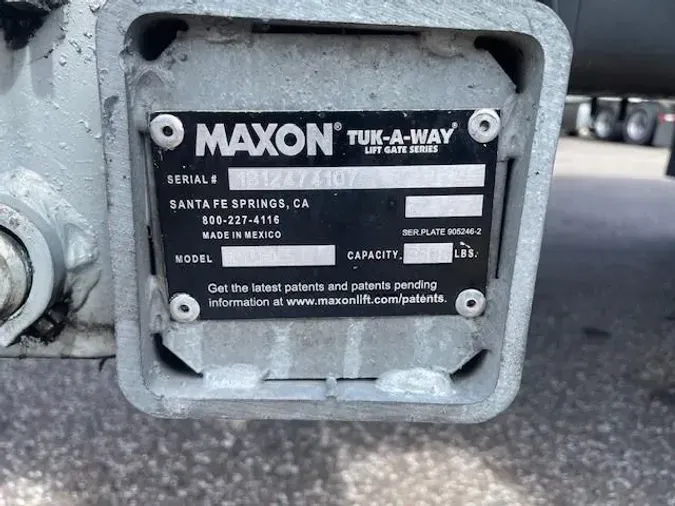 MAXON® TUK-A-WAY®
LIFT GATE SERIES
SERIAL #
SANTA FE SPRINGS, CA
800-227-4116
MADE IN MEXICO
SER.PLATE 905246-2
MODEL CAPACITY. LBS.
Get the latest patents and patents pending
information at www.maxonlift.com/patents.